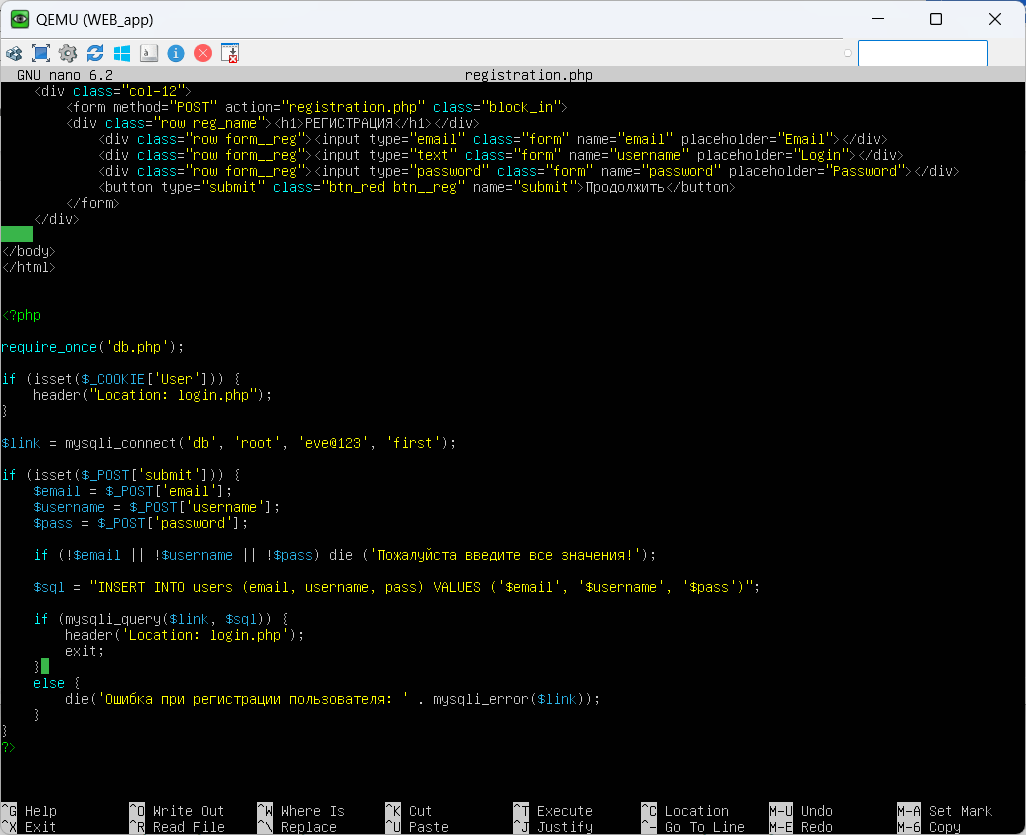 QEMU (WEB_app)
GNU nano 6.2 registration.php
<div class="col-12">
<form method="POST" action="registration.php" class="block_in">
<div class="row reg_name"><h1>РЕГИСТРАЦИЯ</h1></div>
<div class="row form__reg"><input type="email" class="form" name="email" placeholder="Email"></div>
<div class="row form__reg"><input type="text" class="form" name="username" placeholder="Login"></div>
<div class="row form__reg"><input type="password" class="form" name="password" placeholder="Password"></div>
<button type="submit" class="btn_red btn__reg" name="submit">Продолжить</button>
</form>
</div>
</body>
</html>
<?php
require_once('db.php');
if (isset($_COOKIE['User'])) {
header("Location: login.php");
}
$link = mysqli_connect('db', 'root', 'eve@123', 'first');
if (isset($_POST['submit'])) {
$email = $_POST['email'];
$username = $_POST['username'];
$pass = $_POST['password'];
if (!$email || !$username || !$pass) die ('Пожалуйста введите все значения!');
$sql = "INSERT INTO users (email, username, pass) VALUES ('$email', '$username', '$pass')";
if (mysqli_query($link, $sql)) {
header('Location: login.php');
exit;
}
else {
die('Ошибка при регистрации пользователя: ' . mysqli_error($link));
}
}
?>
^G Help ^O Write Out ^W Where Is ^K Cut ^T Execute ^C Location M-U Undo M-A Set Mark
^X Exit ^R Read File ^\ Replace ^U Paste ^J Justify ^- Go To Line M-E Redo M-6 Copy